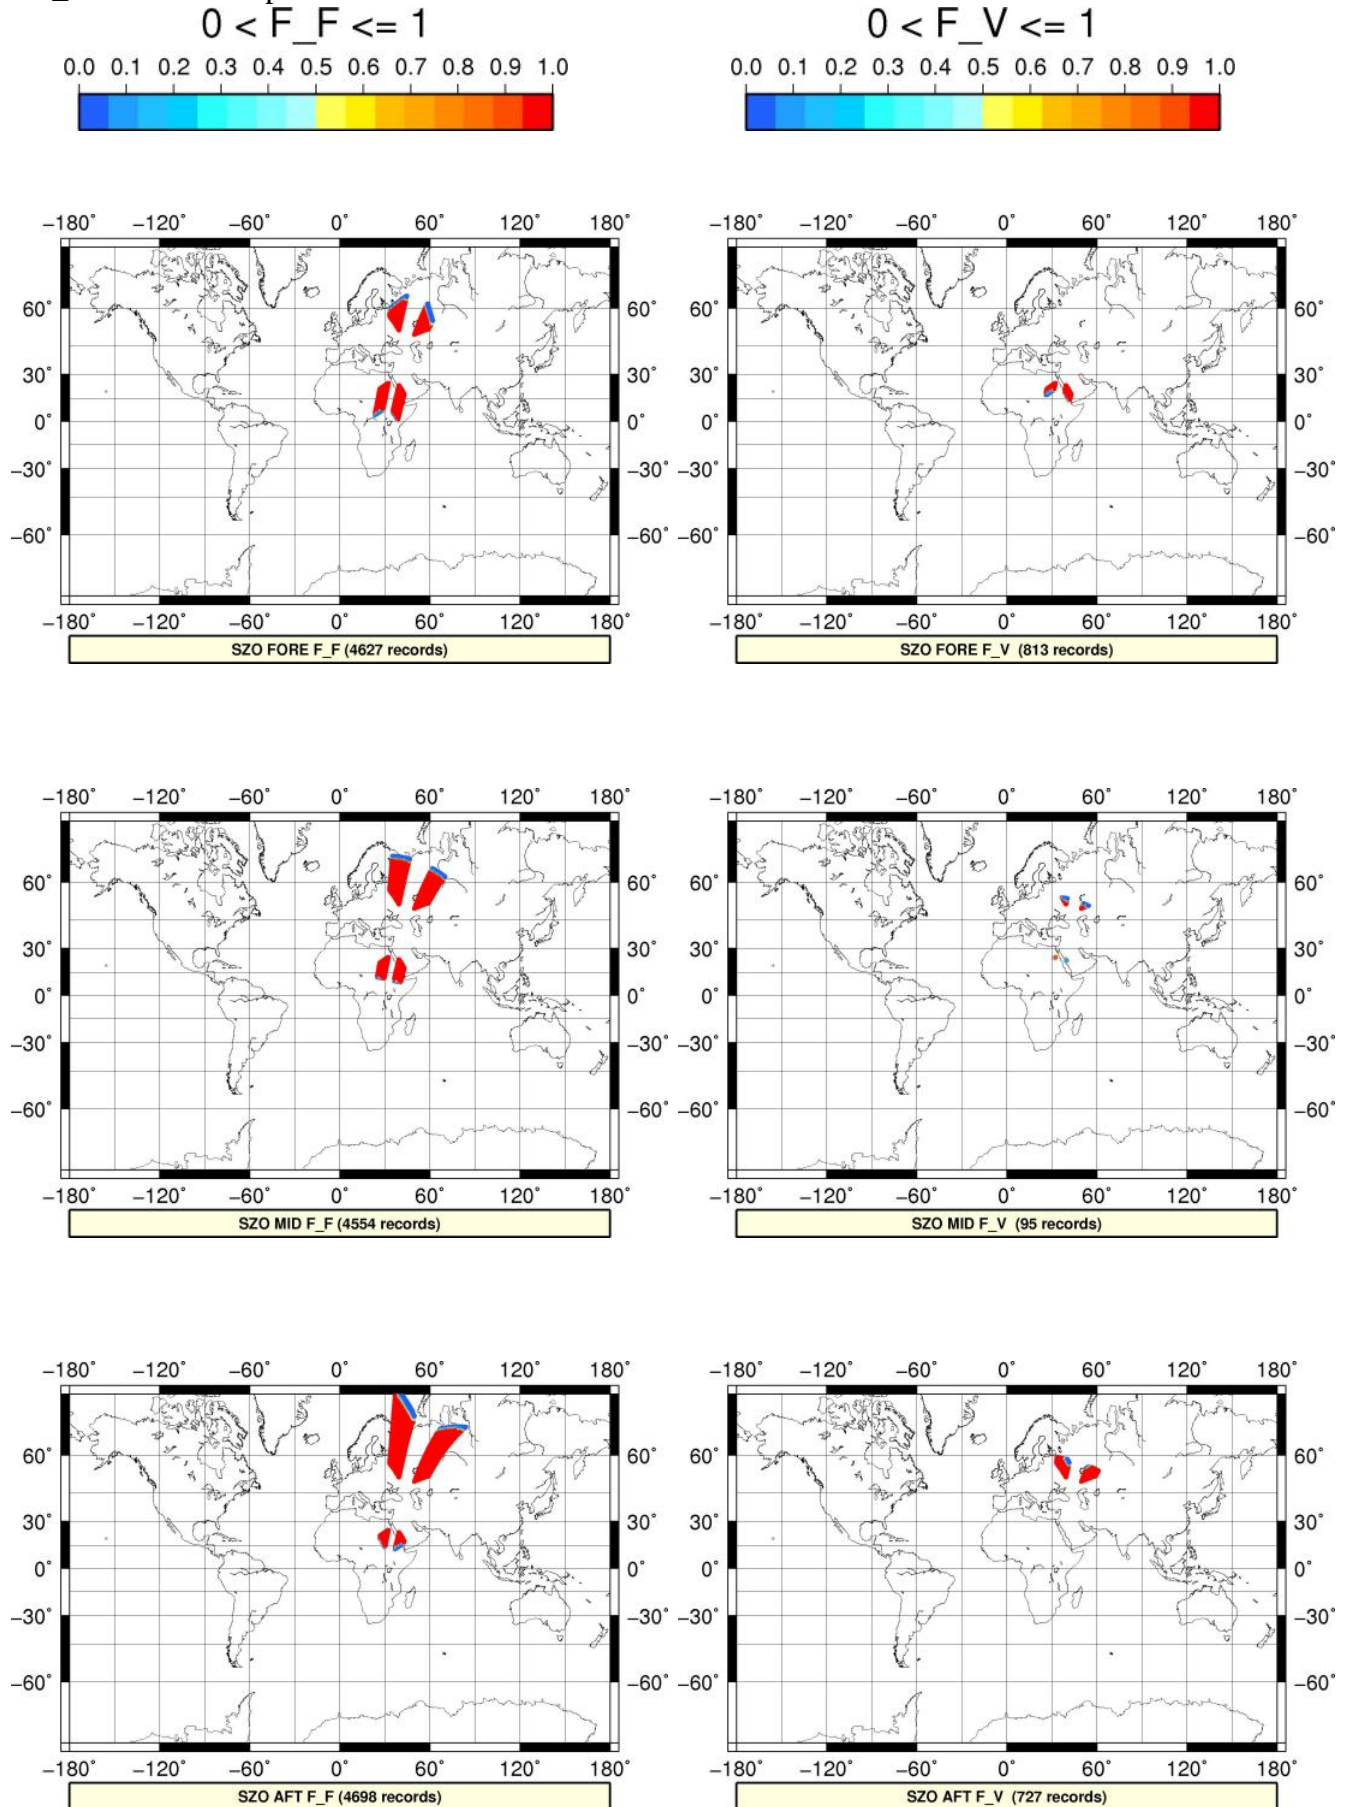 0 < F_F <= 1
0 < F_V <= 1
0.0 0.1 0.2 0.3 0.4 0.5 0.6 0.7 0.8 0.9 1.0
0.0 0.1 0.2 0.3 0.4 0.5 0.6 0.7 0.8 0.9 1.0
−180° −120° −60° 0° 60° 120° 180°
−180° −120° −60° 0° 60° 120° 180°
60° 60° 60° 60°
30° 30° 30° 30°
0° 0° 0° 0°
−30° −30° −30° −30°
−60° −60° −60° −60°
−180° −120° −60° 0° 60° 120° 180°
−180° −120° −60° 0° 60° 120° 180°
SZO FORE F_F (4627 records)
SZO FORE F_V (813 records)
−180° −120° −60° 0° 60° 120° 180°
−180° −120° −60° 0° 60° 120° 180°
60° 60° 60° 60°
30° 30° 30° 30°
0° 0° 0° 0°
−30° −30° −30° −30°
−60° −60° −60° −60°
−180° −120° −60° 0° 60° 120° 180°
−180° −120° −60° 0° 60° 120° 180°
SZO MID F_F (4554 records)
SZO MID F_V (95 records)
−180° −120° −60° 0° 60° 120° 180°
−180° −120° −60° 0° 60° 120° 180°
60° 60° 60° 60°
30° 30° 30° 30°
0° 0° 0° 0°
−30° −30° −30° −30°
−60° −60° −60° −60°
−180° −120° −60° 0° 60° 120° 180°
−180° −120° −60° 0° 60° 120° 180°
SZO AFT F_F (4698 records)
SZO AFT F_V (727 records)